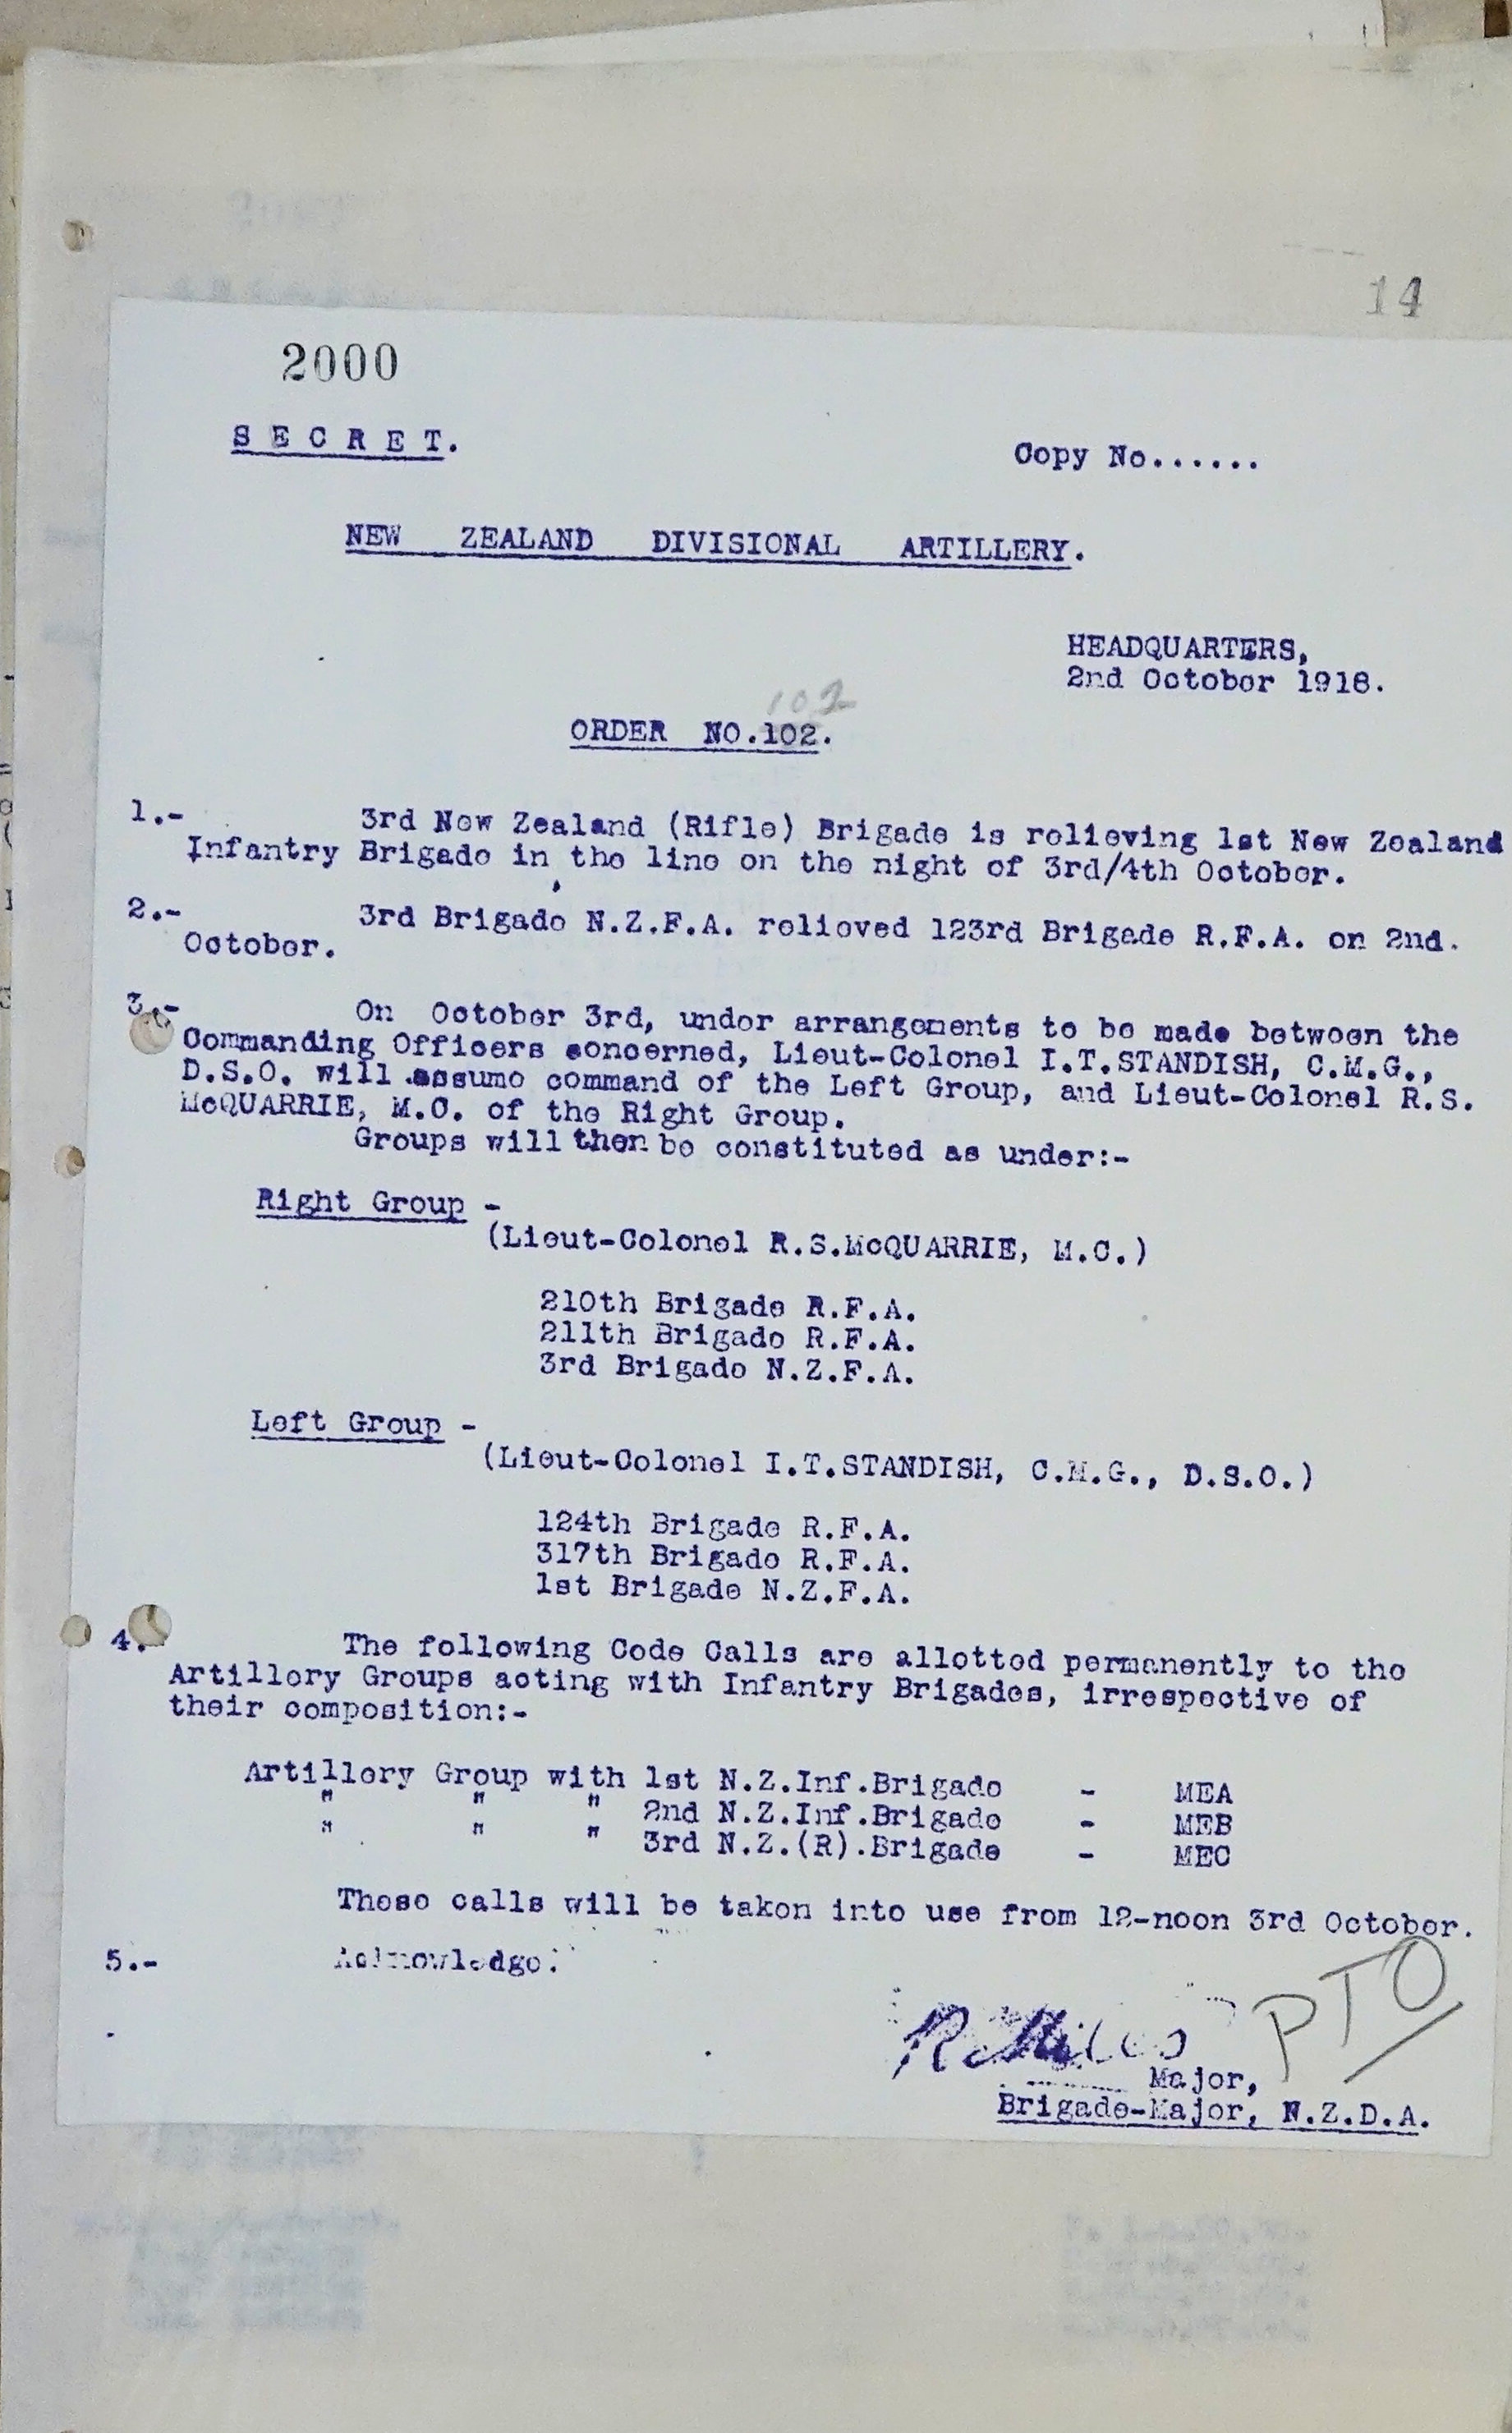 14
2000
S E C R E T.
Copy No......
NEW ZEALAND DIVISIONAL ARTILLERY.
HEADQUARTERS,
2nd October 1918.
102
ORDER NO.102.
1.- 3rd New Zealand (Rifle) Brigade is relieving 1st New Zealand
Infantry Brigade in the line on the night of 3rd/4th October.
2.- 3rd Brigade N.Z.F.A. relieved 123rd Brigade R.F.A. on 2nd.
October.
3.- On October 3rd, under arrangements to be made between the
Commanding Officers concerned, Lieut-Colonel I.T.STANDISH, C.M.G.,
D.S.O. will assume command of the Left Group, and Lieut-Colonel R.S.
McQUARRIE, M.C. of the Right Group.
Groups will then be constituted as under:-
Right Group -
(Lieut-Colonel R.S.McQUARRIE, M.C.)
210th Brigade R.F.A.
211th Brigade R.F.A.
3rd Brigade N.Z.F.A.
Left Group -
(Lieut-Colonel I.T.STANDISH, C.M.G., D.S.O.)
124th Brigade R.F.A.
317th Brigade R.F.A.
1st Brigade N.Z.F.A.
4. The following Code Calls are allotted permanently to the
Artillery Groups acting with Infantry Brigades, irrespective of
their composition:-
Artillery Group with 1st N.Z.Inf.Brigade - MEA
" " " 2nd N.Z.Inf.Brigade - MEB
" " " 3rd N.Z.(R).Brigade - MEC
These calls will be taken into use from 12-noon 3rd October.
5.- Acknowledge.
PTO
Major,
Brigade-Major, N.Z.D.A.